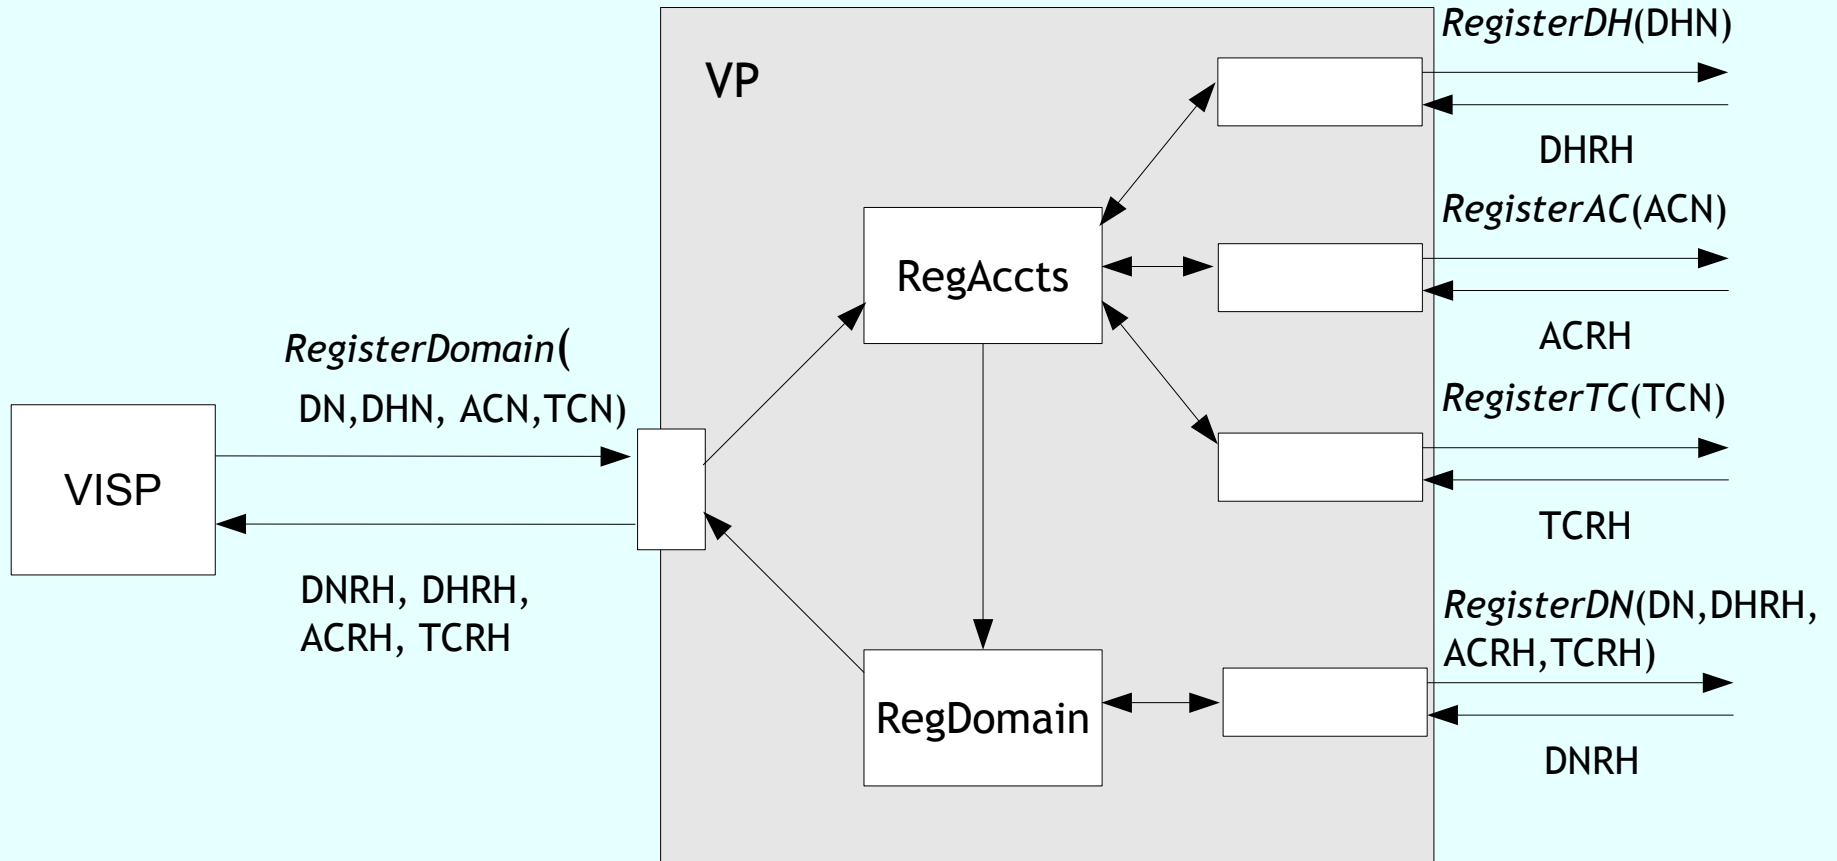 VP
RegisterDH(DHN)
DHRH
RegisterAC(ACN)
RegAccts
ACRH
RegisterDomain(
DN,DHN, ACN,TCN)
RegisterTC(TCN)
VISP
TCRH
DNRH, DHRH,
ACRH, TCRH
RegisterDN(DN,DHRH,
ACRH,TCRH)
RegDomain
DNRH